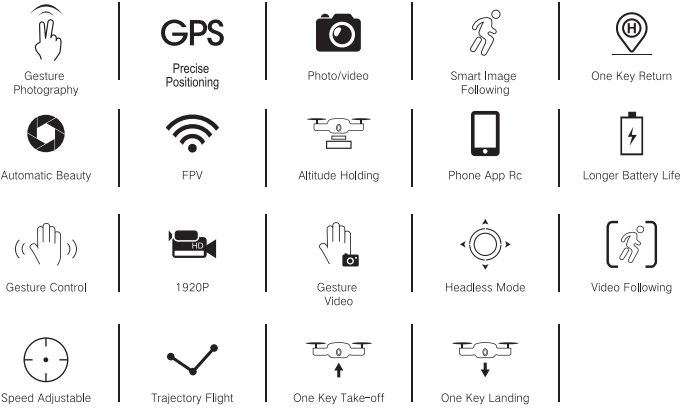 GPS
Gesture
Photography
Precise
Positioning
Photo/video
Smart Image
Following
H
One Key Return
Automatic Beauty
FPV
Altitude Holding
Phone App Rc
Longer Battery Life
HD
Gesture Control
1920P
Gesture
Video
Headless Mode
Video Following
Speed Adjustable
Trajectory Flight
One Key Take-off
One Key Landing